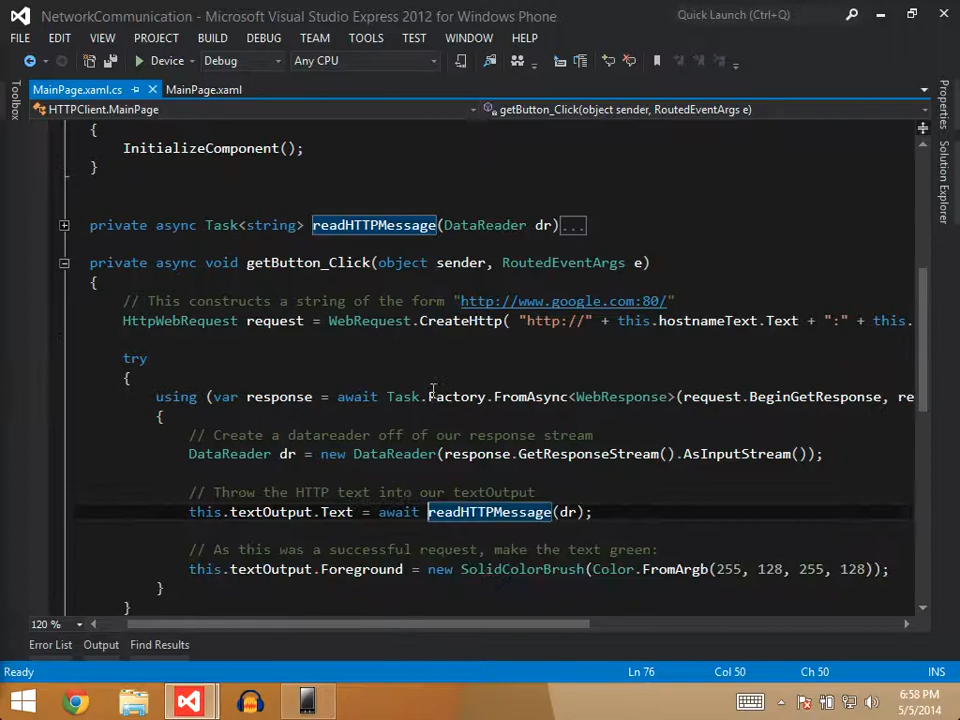 NetworkCommunication - Microsoft Visual Studio Express 2012 for Windows Phone
Quick Launch (Ctrl+Q)
FILE EDIT VIEW PROJECT BUILD DEBUG TEAM TOOLS TEST WINDOW HELP
Device Debug Any CPU
MainPage.xaml.cs MainPage.xaml
HTTPClient.MainPage getButton_Click(object sender, RoutedEventArgs e)
Toolbox
Properties
Solution Explorer
{
InitializeComponent();
}
private async Task<string> readHTTPMessage(DataReader dr)...
private async void getButton_Click(object sender, RoutedEventArgs e)
{
// This constructs a string of the form "http://www.google.com:80/"
HttpWebRequest request = WebRequest.CreateHttp( "http://" + this.hostnameText.Text + ":" + this.
try
{
using (var response = await Task.Factory.FromAsync<WebResponse>(request.BeginGetResponse, re
{
// Create a datareader off of our response stream
DataReader dr = new DataReader(response.GetResponseStream().AsInputStream());
// Throw the HTTP text into our textOutput
this.textOutput.Text = await readHTTPMessage(dr);
// As this was a successful request, make the text green:
this.textOutput.Foreground = new SolidColorBrush(Color.FromArgb(255, 128, 255, 128));
}
}
120 %
Error List Output Find Results
Ready Ln 76 Col 50 Ch 50 INS
6:58 PM
5/5/2014